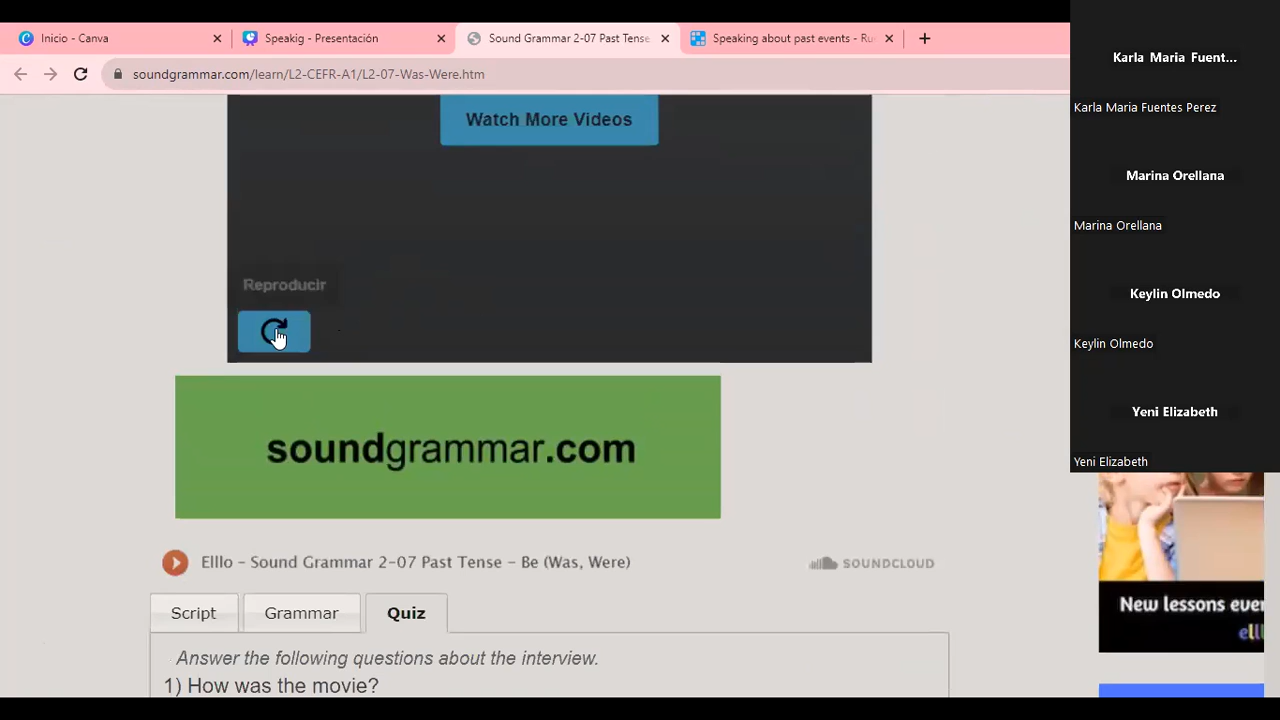 Inicio - Canva
Speakig - Presentación
Sound Grammar 2-07 Past Tense
Speaking about past events - Ru
soundgrammar.com/learn/L2-CEFR-A1/L2-07-Was-Were.htm
Karla Maria Fuent...
Karla Maria Fuentes Perez
Marina Orellana
Marina Orellana
Keylin Olmedo
Keylin Olmedo
Yeni Elizabeth
Yeni Elizabeth
Watch More Videos
Reproducir
soundgrammar.com
Elllo - Sound Grammar 2-07 Past Tense - Be (Was, Were)
SOUNDCLOUD
Script
Grammar
Quiz
Answer the following questions about the interview.
1) How was the movie?
New lessons ever
elll